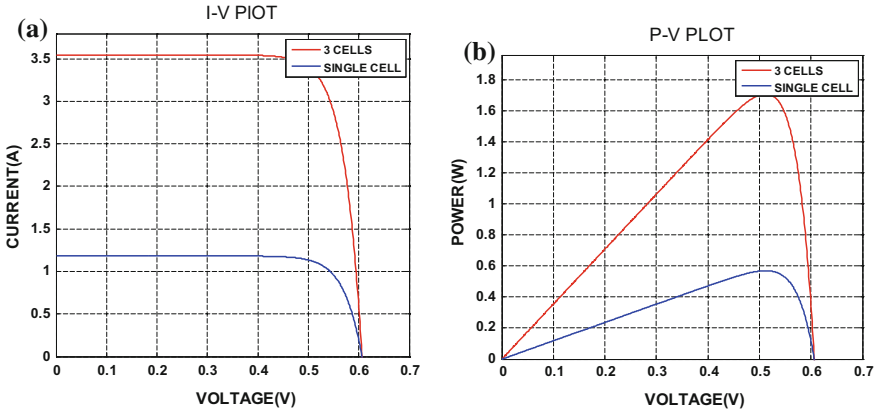 (a)
I-V PlOT
3 CELLS
SINGLE CELL
3.5
3
2.5
2
1.5
1
0.5
0
0 0.1 0.2 0.3 0.4 0.5 0.6 0.7
CURRENT(A)
VOLTAGE(V)
(b)
P-V PLOT
3 CELLS
SINGLE CELL
1.8
1.6
1.4
1.2
1
0.8
0.6
0.4
0.2
0
0.0 0.1 0.2 0.3 0.4 0.5 0.6 0.7
POWER(W)
VOLTAGE(V)